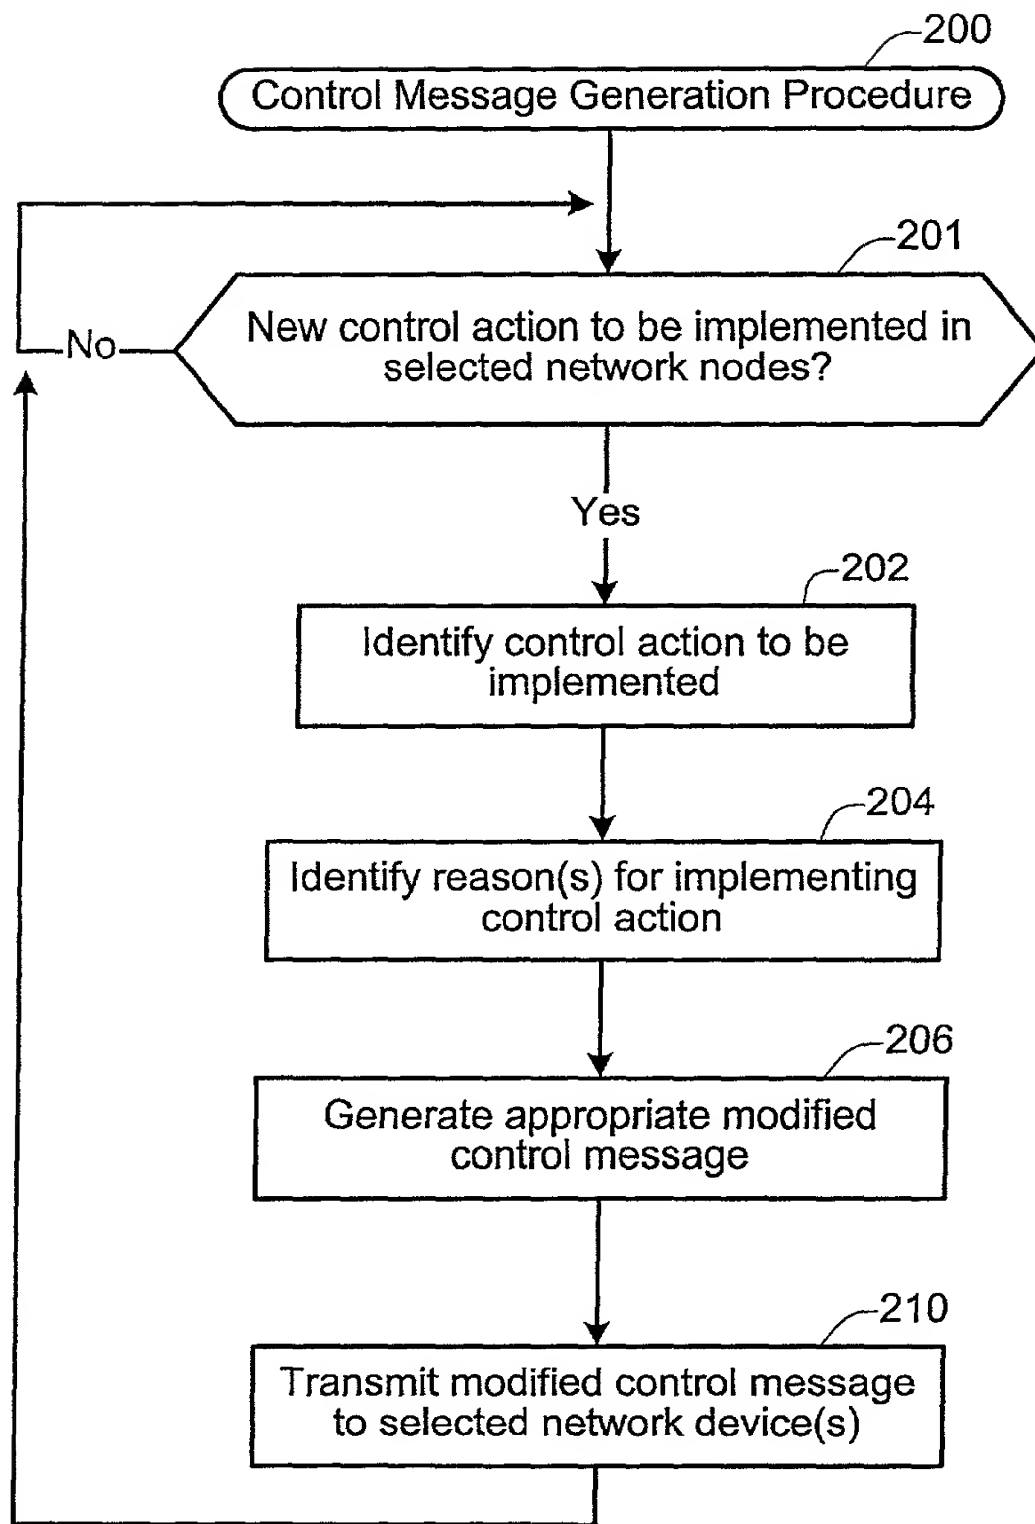 200
Control Message Generation Procedure
201
New control action to be implemented in
selected network nodes?
No
Yes
202
Identify control action to be
implemented
204
Identify reason(s) for implementing
control action
206
Generate appropriate modified
control message
210
Transmit modified control message
to selected network device(s)